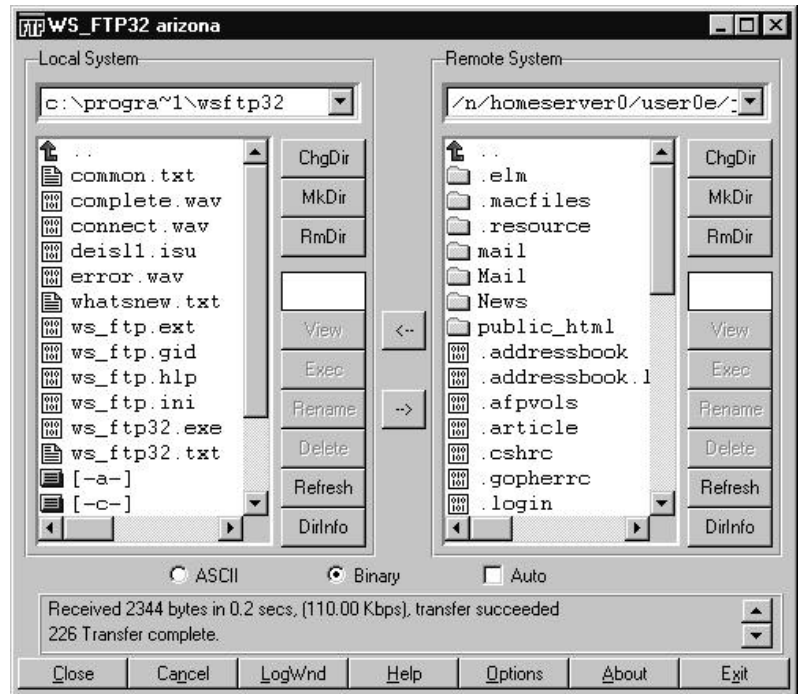 WS_FTP32 arizona
Local System
c:\progra~1\wsftp32
..
common.txt
complete.wav
connect.wav
deisl1.isu
error.wav
whatsnew.txt
ws_ftp.ext
ws_ftp.gid
ws_ftp.hlp
ws_ftp.ini
ws_ftp32.exe
ws_ftp32.txt
[-a-]
[-c-]
ChgDir
MkDir
RmDir
View
Exec
Rename
Delete
Refresh
DirInfo
<--
-->
Remote System
/n/homeserver0/user0e/
..
.elm
.macfiles
.resource
mail
Mail
News
public_html
.addressbook
.addressbook.l
.afpvols
.article
.cshrc
.gopherrc
.login
ChgDir
MkDir
RmDir
View
Exec
Rename
Delete
Refresh
DirInfo
ASCII
Binary
Auto
Received 2344 bytes in 0.2 secs, (110.00 Kbps), transfer succeeded
226 Transfer complete.
Close
Cancel
LogWnd
Help
Options
About
Exit